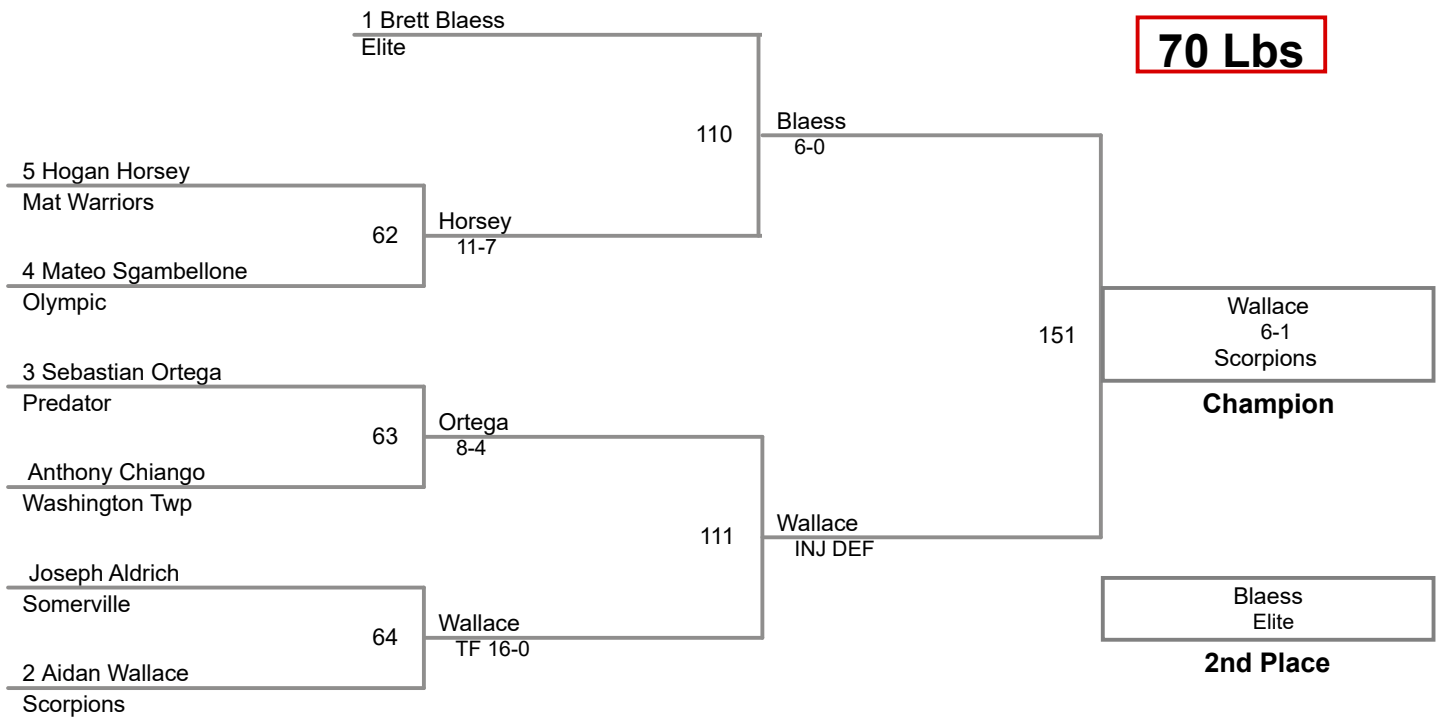 1 Brett Blaess
Elite
70 Lbs
110
Blaess
6-0
5 Hogan Horsey
Mat Warriors
62
Horsey
11-7
4 Mateo Sgambellone
Olympic
151
Wallace
6-1
Scorpions
Champion
3 Sebastian Ortega
Predator
63
Ortega
8-4
Anthony Chiango
Washington Twp
111
Wallace
INJ DEF
Joseph Aldrich
Somerville
64
Wallace
TF 16-0
2 Aidan Wallace
Scorpions
Blaess
Elite
2nd Place